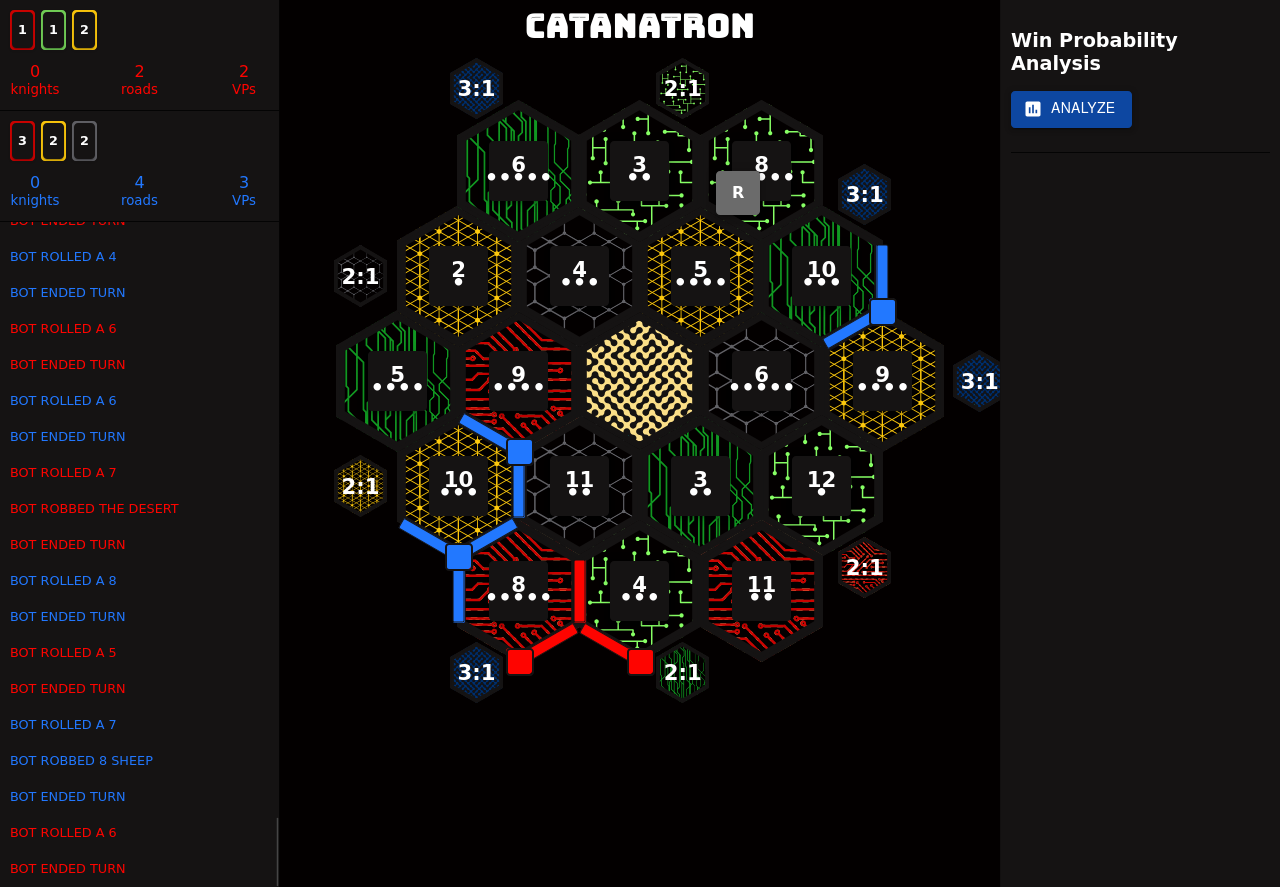 1 1 2
0 2 2
knights roads VPs
3 2 2
0 4 3
knights roads VPs
BOT ENDED TURN
BOT ROLLED A 4
BOT ENDED TURN
BOT ROLLED A 6
BOT ENDED TURN
BOT ROLLED A 6
BOT ENDED TURN
BOT ROLLED A 7
BOT ROBBED THE DESERT
BOT ENDED TURN
BOT ROLLED A 8
BOT ENDED TURN
BOT ROLLED A 5
BOT ENDED TURN
BOT ROLLED A 7
BOT ROBBED 8 SHEEP
BOT ENDED TURN
BOT ROLLED A 6
BOT ENDED TURN
CATANATRON
3:1 2:1
6 3 8
R
3:1
2:1 2 4 5 10
5 9 6 9 3:1
2:1 10 11 3 12
8 4 11 2:1
3:1 2:1
Win Probability
Analysis
ANALYZE